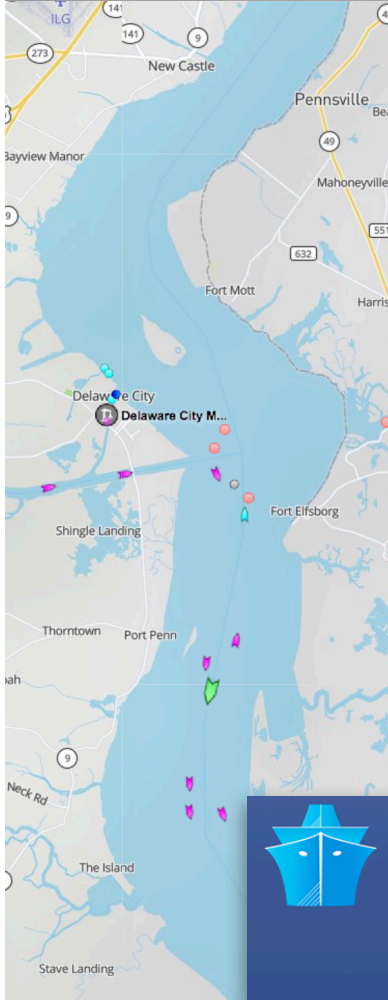 141
ILG
141
9
New Castle
273
Pennsville
49
Bayview Manor
Mahoneyville
9
551
632
Fort Mott
Harris
Delaware City
Delaware City M...
Fort Elfsborg
Shingle Landing
Thorntown
Port Penn
9
Neck Rd
The Island
Stave Landing